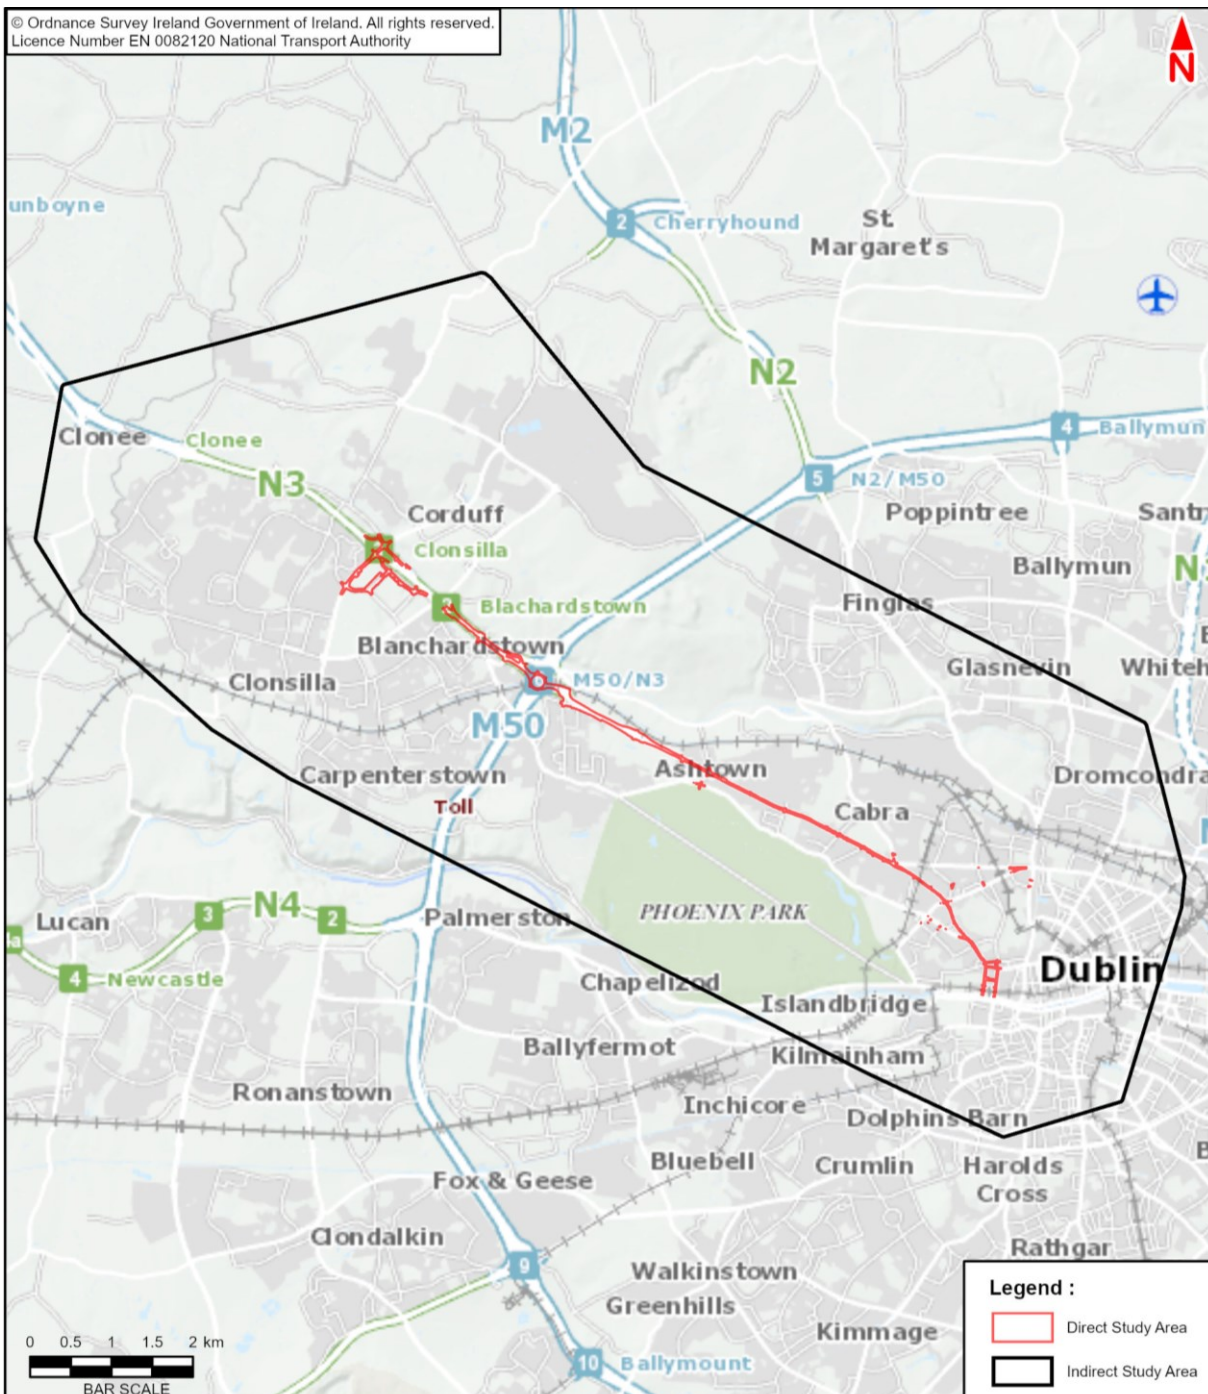 © Ordnance Survey Ireland Government of Ireland. All rights reserved.
Licence Number EN 0082120 National Transport Authority
N
M2
unboyne
2
Cherryhound
St.
Margaret's
N2
Clonee
Clonee
4
Ballymun
N3
5
N2/M50
Corduff
Poppintree
Santr
Clonsilla
Ballymun
N
Blachardstown
Finglas
Blanchardstown
Glasnevin
Whiteh
Clonsilla
M50/N3
M50
Carpenterstown
Ashtown
Dromcondra
Toll
Cabra
N4
3
2
Lucan
Palmerston
PHOENIX PARK
a
4
Newcastle
Chapelizod
Dublin
Islandbridge
Ballyfermot
Kilmainham
Ronanstown
Inchicore
Dolphins Barn
Bluebell
Crumlin
Harolds
Cross
Fox & Geese
Clondalkin
Rathgar
9
Walkinstown
Greenhills
Kimmage
10
Ballymount
Legend :
Direct Study Area
Indirect Study Area
0 0.5 1 1.5 2 km
BAR SCALE